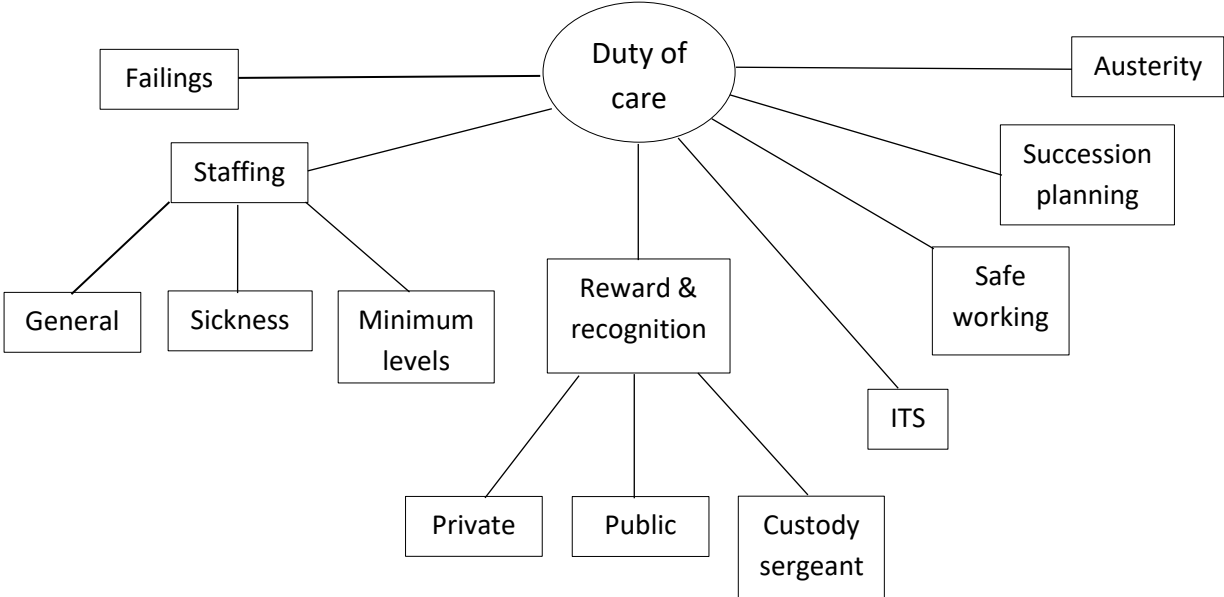 Duty of
care
Failings
Austerity
Staffing
Succession
planning
General
Sickness
Minimum
levels
Reward &
recognition
Safe
working
ITS
Private
Public
Custody
sergeant